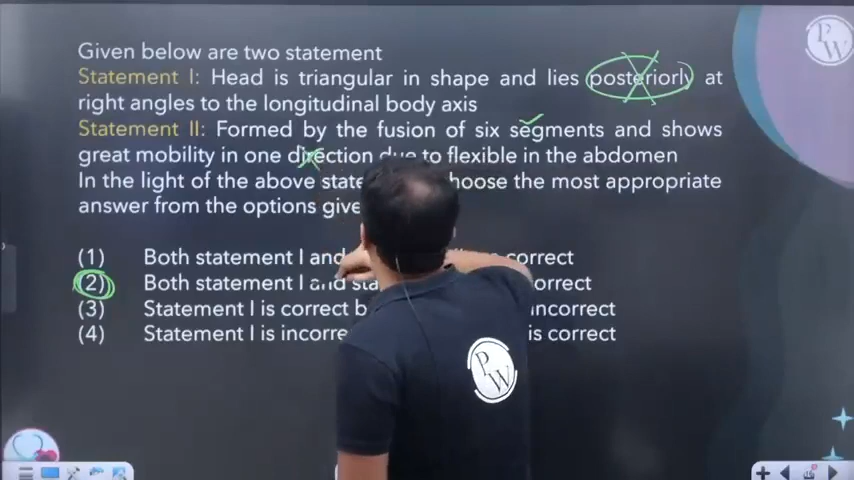 Given below are two statement
Statement I: Head is triangular in shape and lies posteriorly at
right angles to the longitudinal body axis
Statement II: Formed by the fusion of six segments and shows
great mobility in one direction due to flexible in the abdomen
In the light of the above state hoose the most appropriate
answer from the options give
(1) Both statement I and correct
(2) Both statement I and sta orrect
(3) Statement I is correct b incorrect
(4) Statement I is incorre is correct
PW
PW